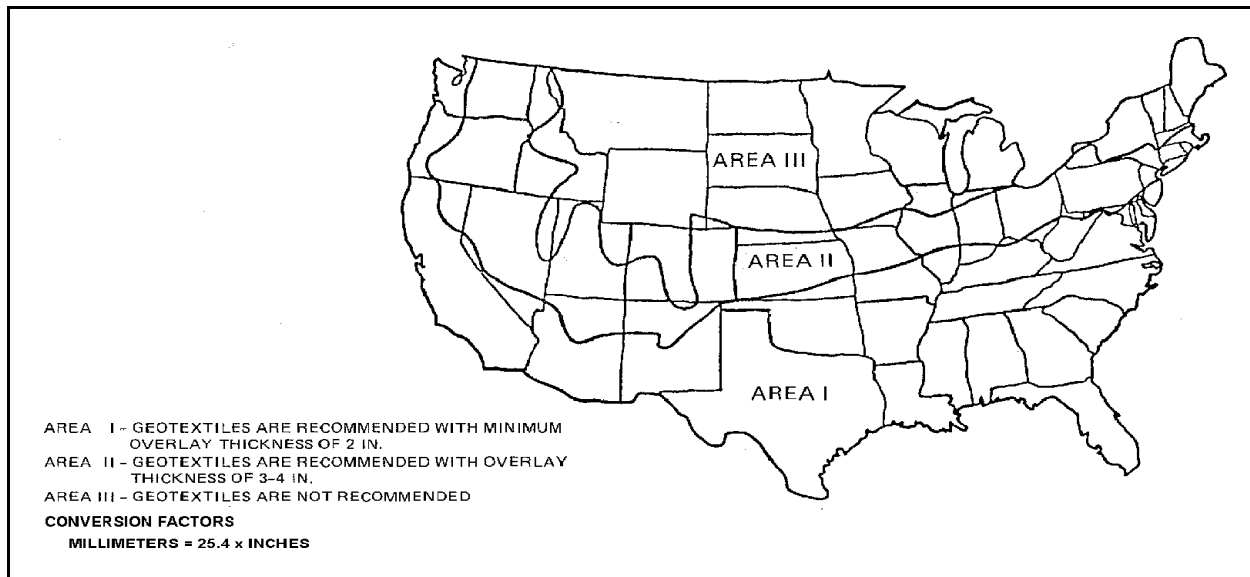 AREA III
AREA II
AREA I
AREA I - GEOTEXTILES ARE RECOMMENDED WITH MINIMUM
OVERLAY THICKNESS OF 2 IN.
AREA II - GEOTEXTILES ARE RECOMMENDED WITH OVERLAY
THICKNESS OF 3-4 IN.
AREA III - GEOTEXTILES ARE NOT RECOMMENDED
CONVERSION FACTORS
MILLIMETERS = 25.4 x INCHES